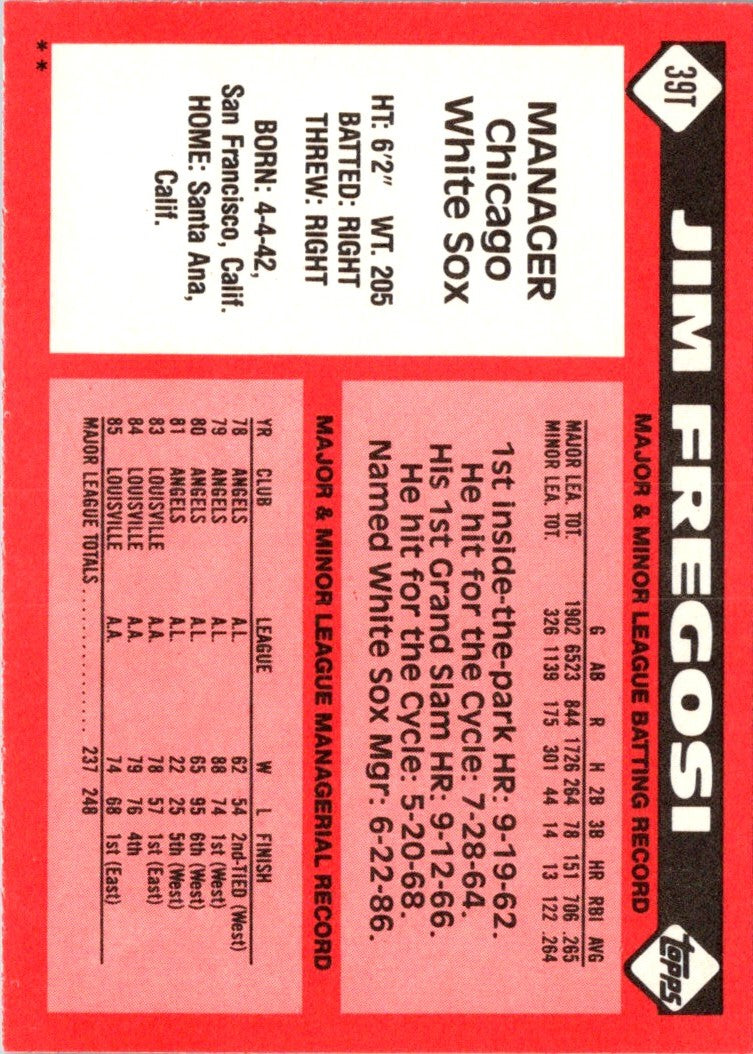 39T
JIM FREGOSI
topps
MANAGER
Chicago
White Sox
HT: 6'2" WT. 205
BATTED: RIGHT
THREW: RIGHT
BORN: 4-4-42,
San Francisco, Calif.
HOME: Santa Ana,
Calif.
MAJOR & MINOR LEAGUE BATTING RECORD
G AB R H 2B 3B HR RBI AVG
MAJOR LEA. TOT. 1902 6523 844 1728 264 78 151 706 .265
MINOR LEA. TOT. 326 1139 175 301 44 14 13 122 .264
1st inside-the-park HR: 9-19-62.
He hit for the Cycle: 7-28-64.
His 1st Grand Slam HR: 9-12-66.
He hit for the Cycle: 5-20-68.
Named White Sox Mgr: 6-22-86.
MAJOR & MINOR LEAGUE MANAGERIAL RECORD
YR CLUB LEAGUE W L FINISH
78 ANGELS A.L. 62 54 2nd-TIED (West)
79 ANGELS A.L. 88 74 1st (West)
80 ANGELS A.L. 65 95 6th (West)
81 ANGELS A.L. 22 25 5th (West)
83 LOUISVILLE A.A. 78 57 1st (East)
84 LOUISVILLE A.A. 79 76 4th
85 LOUISVILLE A.A. 74 68 1st (East)
MAJOR LEAGUE TOTALS .............. 237 248
**